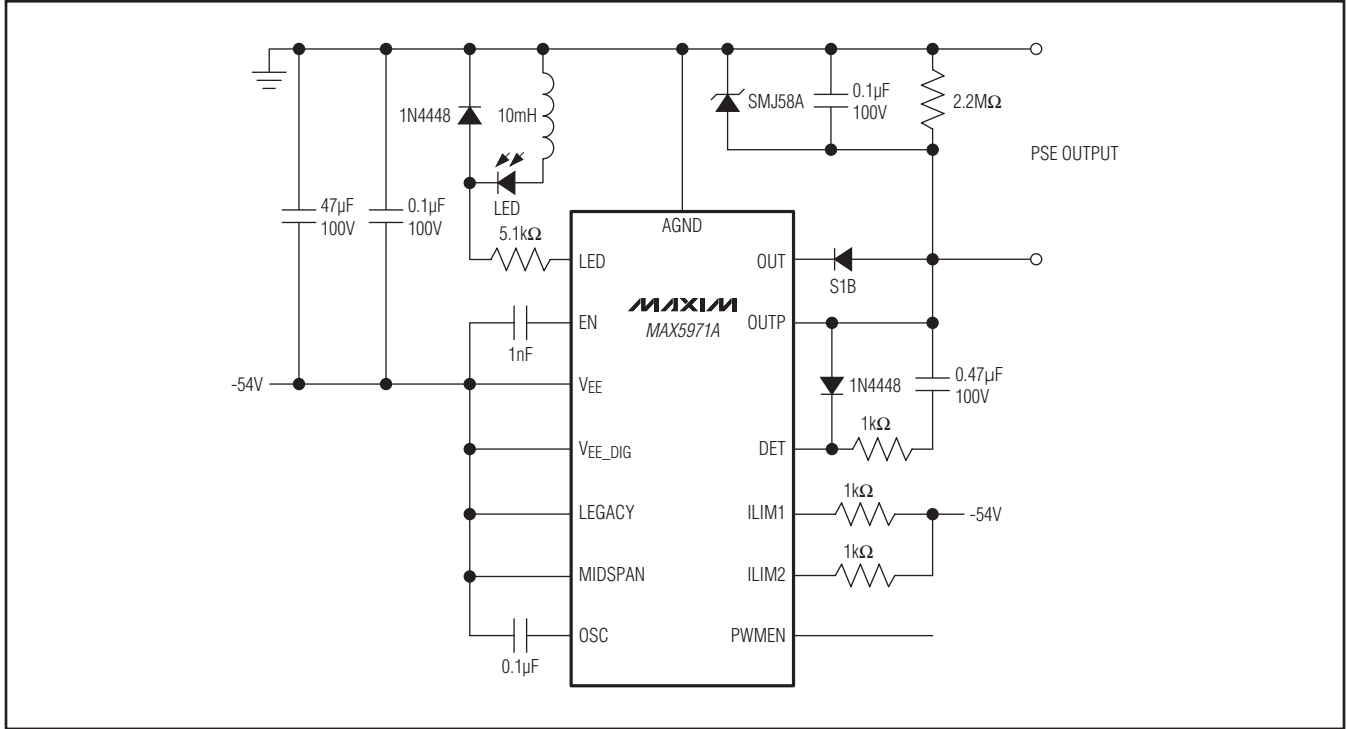 1N4448
10mH
SMJ58A
0.1µF
100V
2.2MΩ
PSE OUTPUT
47µF
100V
0.1µF
100V
LED
5.1kΩ
AGND
LED
OUT
S1B
MAXIM
MAX5971A
EN
OUTP
1nF
-54V
VEE
1N4448
0.47µF
100V
1kΩ
VEE_DIG
DET
1kΩ
LEGACY
ILIM1
-54V
1kΩ
MIDSPAN
ILIM2
OSC
PWMEN
0.1µF